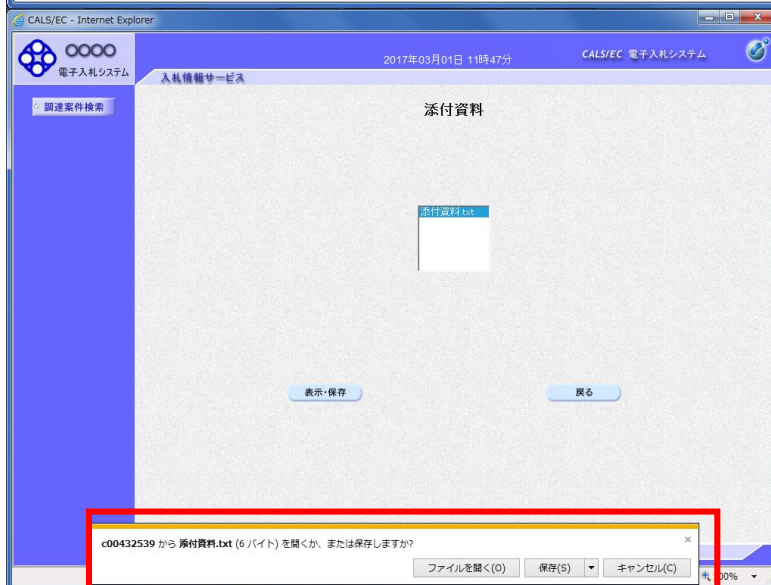 CALS/EC - Internet Explorer
OOOO
電子入札システム
2017年03月01日 11時47分
CALS/EC 電子入札システム
入札情報サービス
調達案件検索
添付資料
添付資料.txt
表示・保存
戻る
c00432539 から 添付資料.txt (6 バイト) を開くか、または保存しますか?
×
ファイルを開く(O)
保存(S)
キャンセル(C)